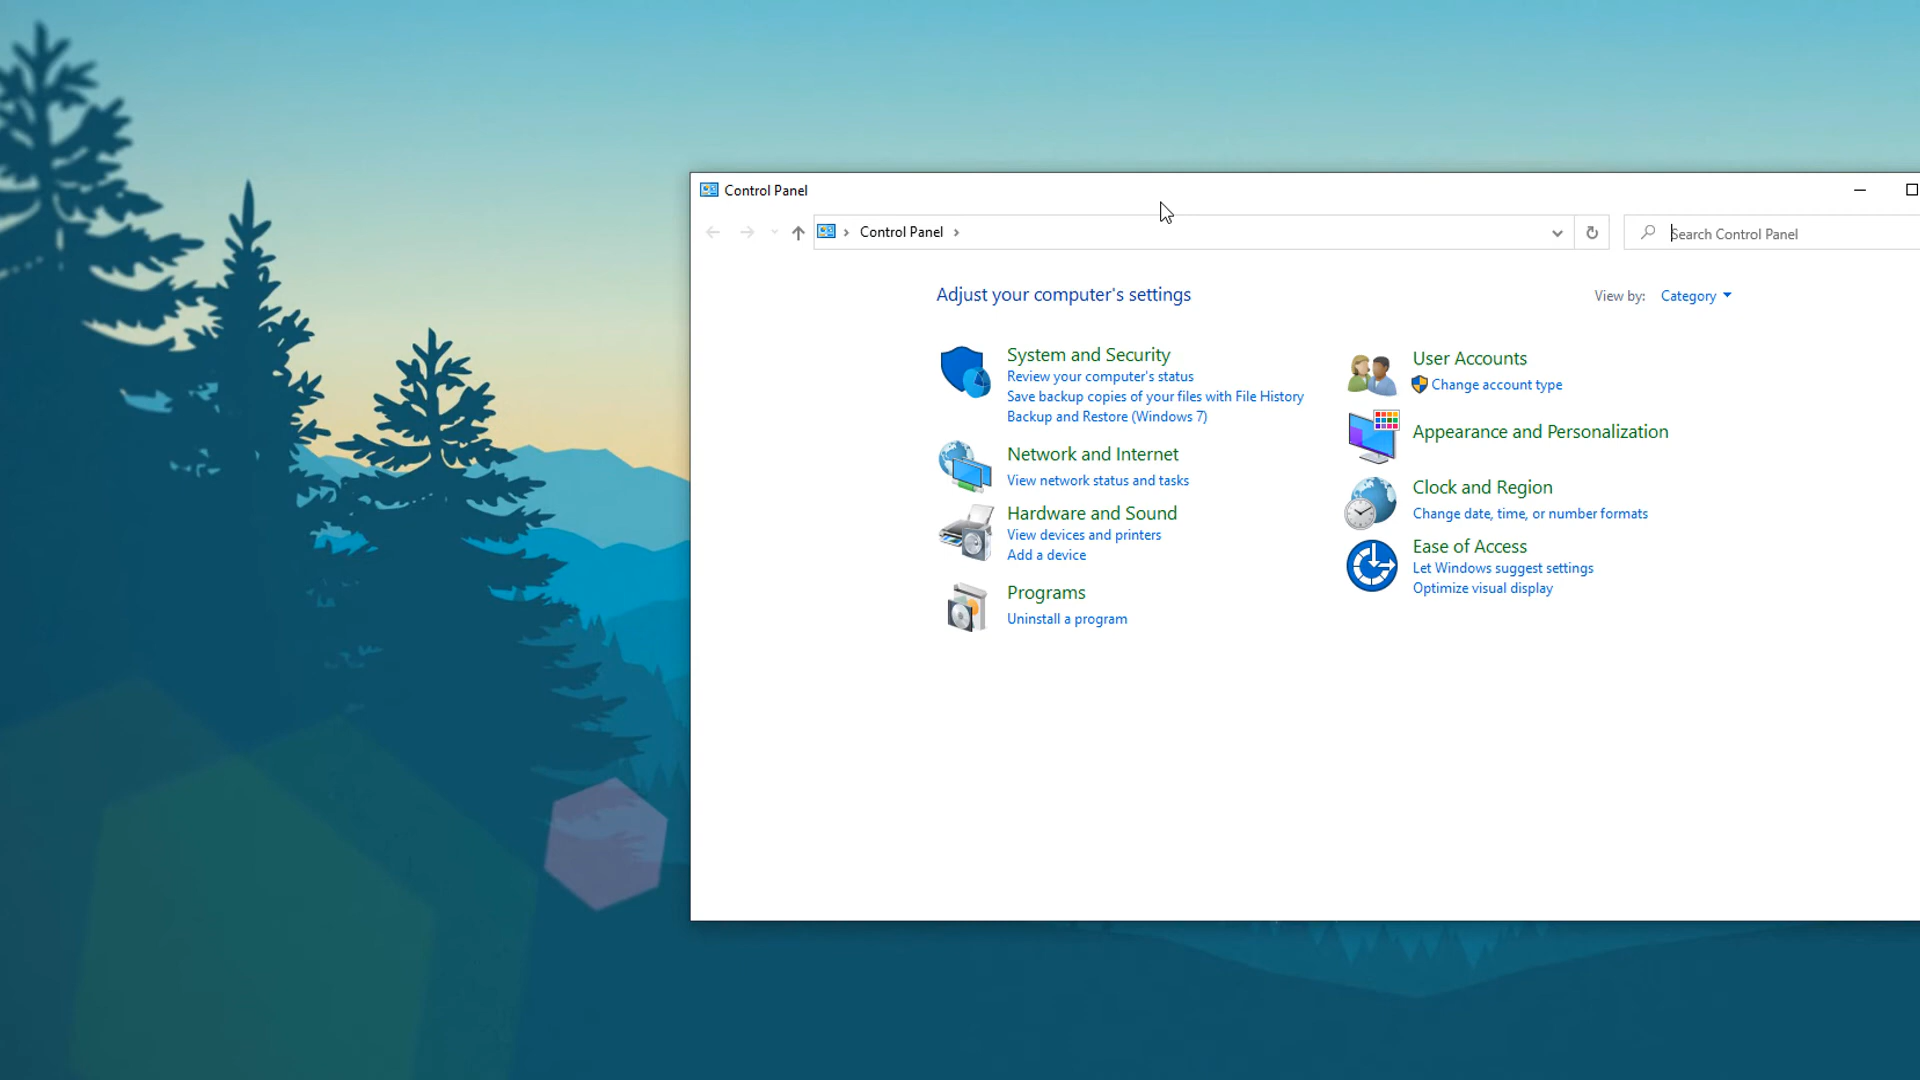 Control Panel
Control Panel
Search Control Panel
Adjust your computer's settings
View by: Category
System and Security
Review your computer's status
Save backup copies of your files with File History
Backup and Restore (Windows 7)
Network and Internet
View network status and tasks
Hardware and Sound
View devices and printers
Add a device
Programs
Uninstall a program
User Accounts
Change account type
Appearance and Personalization
Clock and Region
Change date, time, or number formats
Ease of Access
Let Windows suggest settings
Optimize visual display